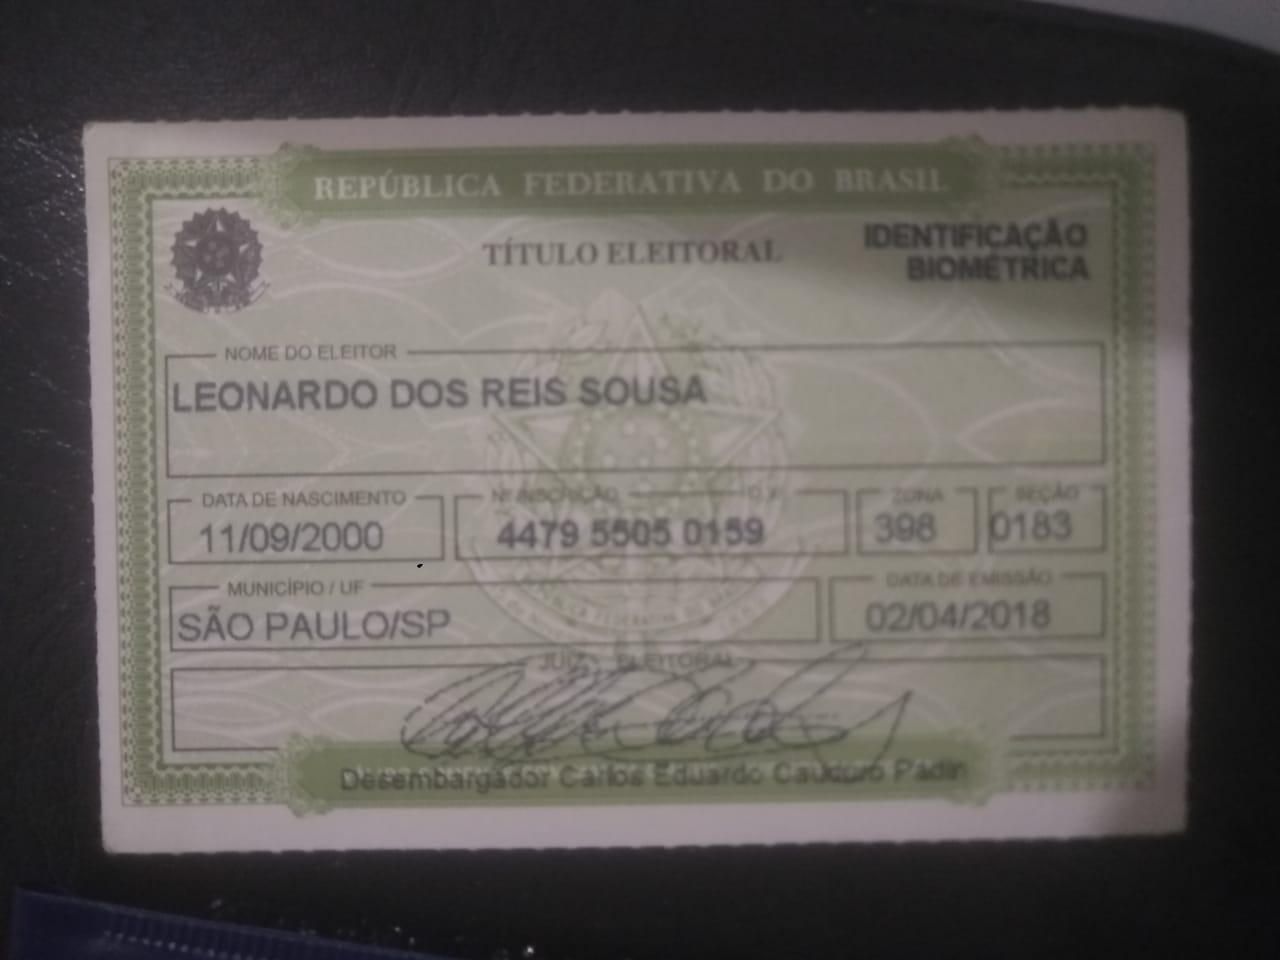 REPÚBLICA FEDERATIVA DO BRASIL
TÍTULO ELEITORAL
IDENTIFICAÇÃO
BIOMÉTRICA
NOME DO ELEITOR
LEONARDO DOS REIS SOUSA
DATA DE NASCIMENTO
Nº INSCRIÇÃO
D.V.
ZONA
SEÇÃO
11/09/2000
4479 5505 0159
398
0183
MUNICÍPIO / UF
DATA DE EMISSÃO
SÃO PAULO/SP
02/04/2018
JUIZ ELEITORAL
Desembargador Carlos Eduardo Cauduro Padin